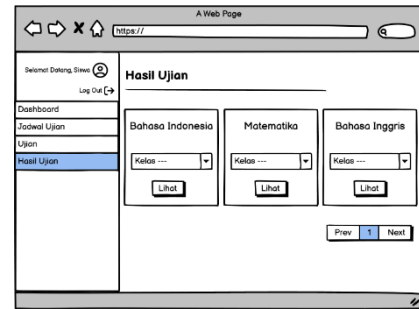 A Web Page
https://
Selamat Datang, Siswa
Log Out
Dashboard
Jadwal Ujian
Ujian
Hasil Ujian
Hasil Ujian
Bahasa Indonesia
Kelas ---
Lihat
Matematika
Kelas ---
Lihat
Bahasa Inggris
Kelas ---
Lihat
Prev 1 Next